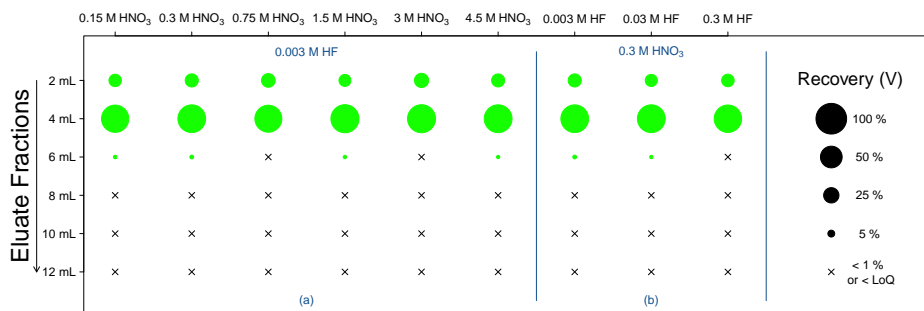 0.15 M HNO₃ 0.3 M HNO₃ 0.75 M HNO₃ 1.5 M HNO₃ 3 M HNO₃ 4.5 M HNO₃ 0.003 M HF 0.03 M HF 0.3 M HF
0.003 M HF 0.3 M HNO₃
Eluate Fractions
2 mL
4 mL
6 mL
8 mL
10 mL
12 mL
(a) (b)
Recovery (V)
100 %
50 %
25 %
5 %
< 1 %
or < LoQ